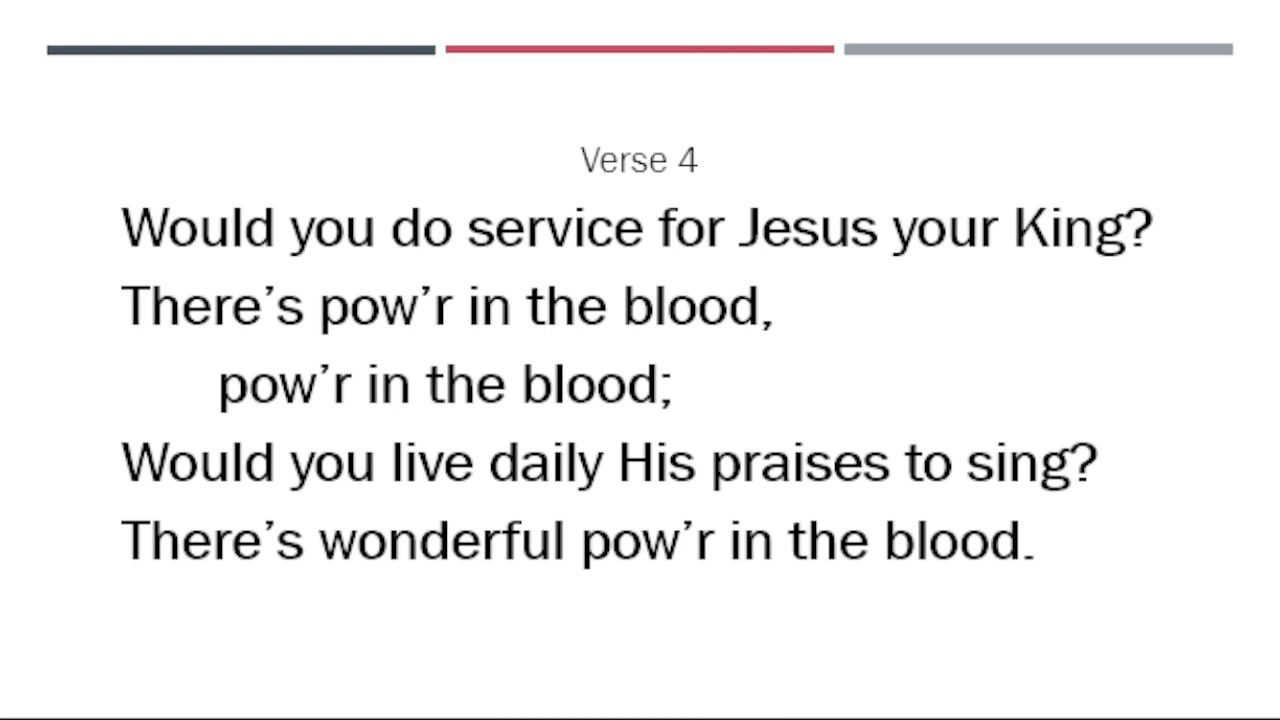 Verse 4
Would you do service for Jesus your King?
There’s pow’r in the blood,
pow’r in the blood;
Would you live daily His praises to sing?
There’s wonderful pow’r in the blood.